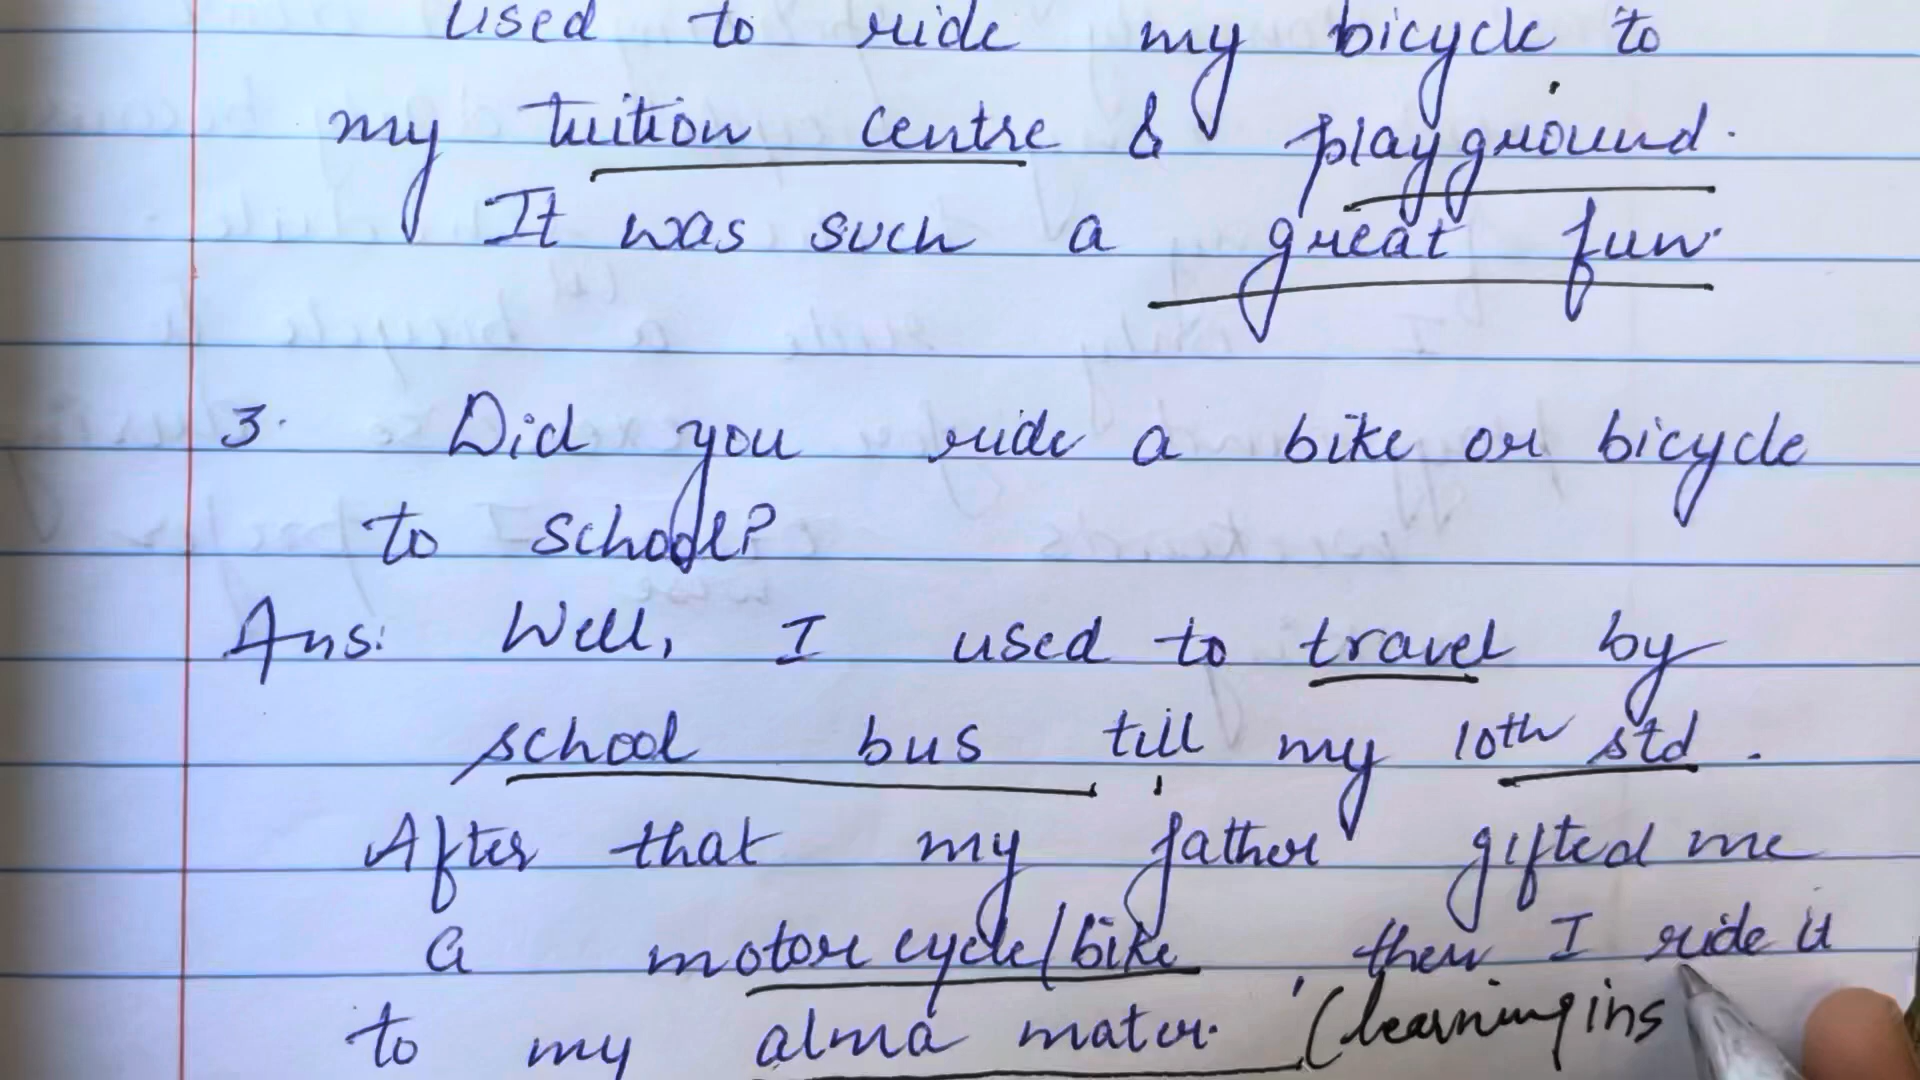 used to ride my bicycle to
my tuition centre & playground.
It was such a great fun.
3. Did you ride a bike or bicycle
to school?
Ans: Well, I used to travel by
school bus till my 10th std.
After that my father gifted me
a motorcycle/bike, then I ride it
to my alma mater. (learning ins